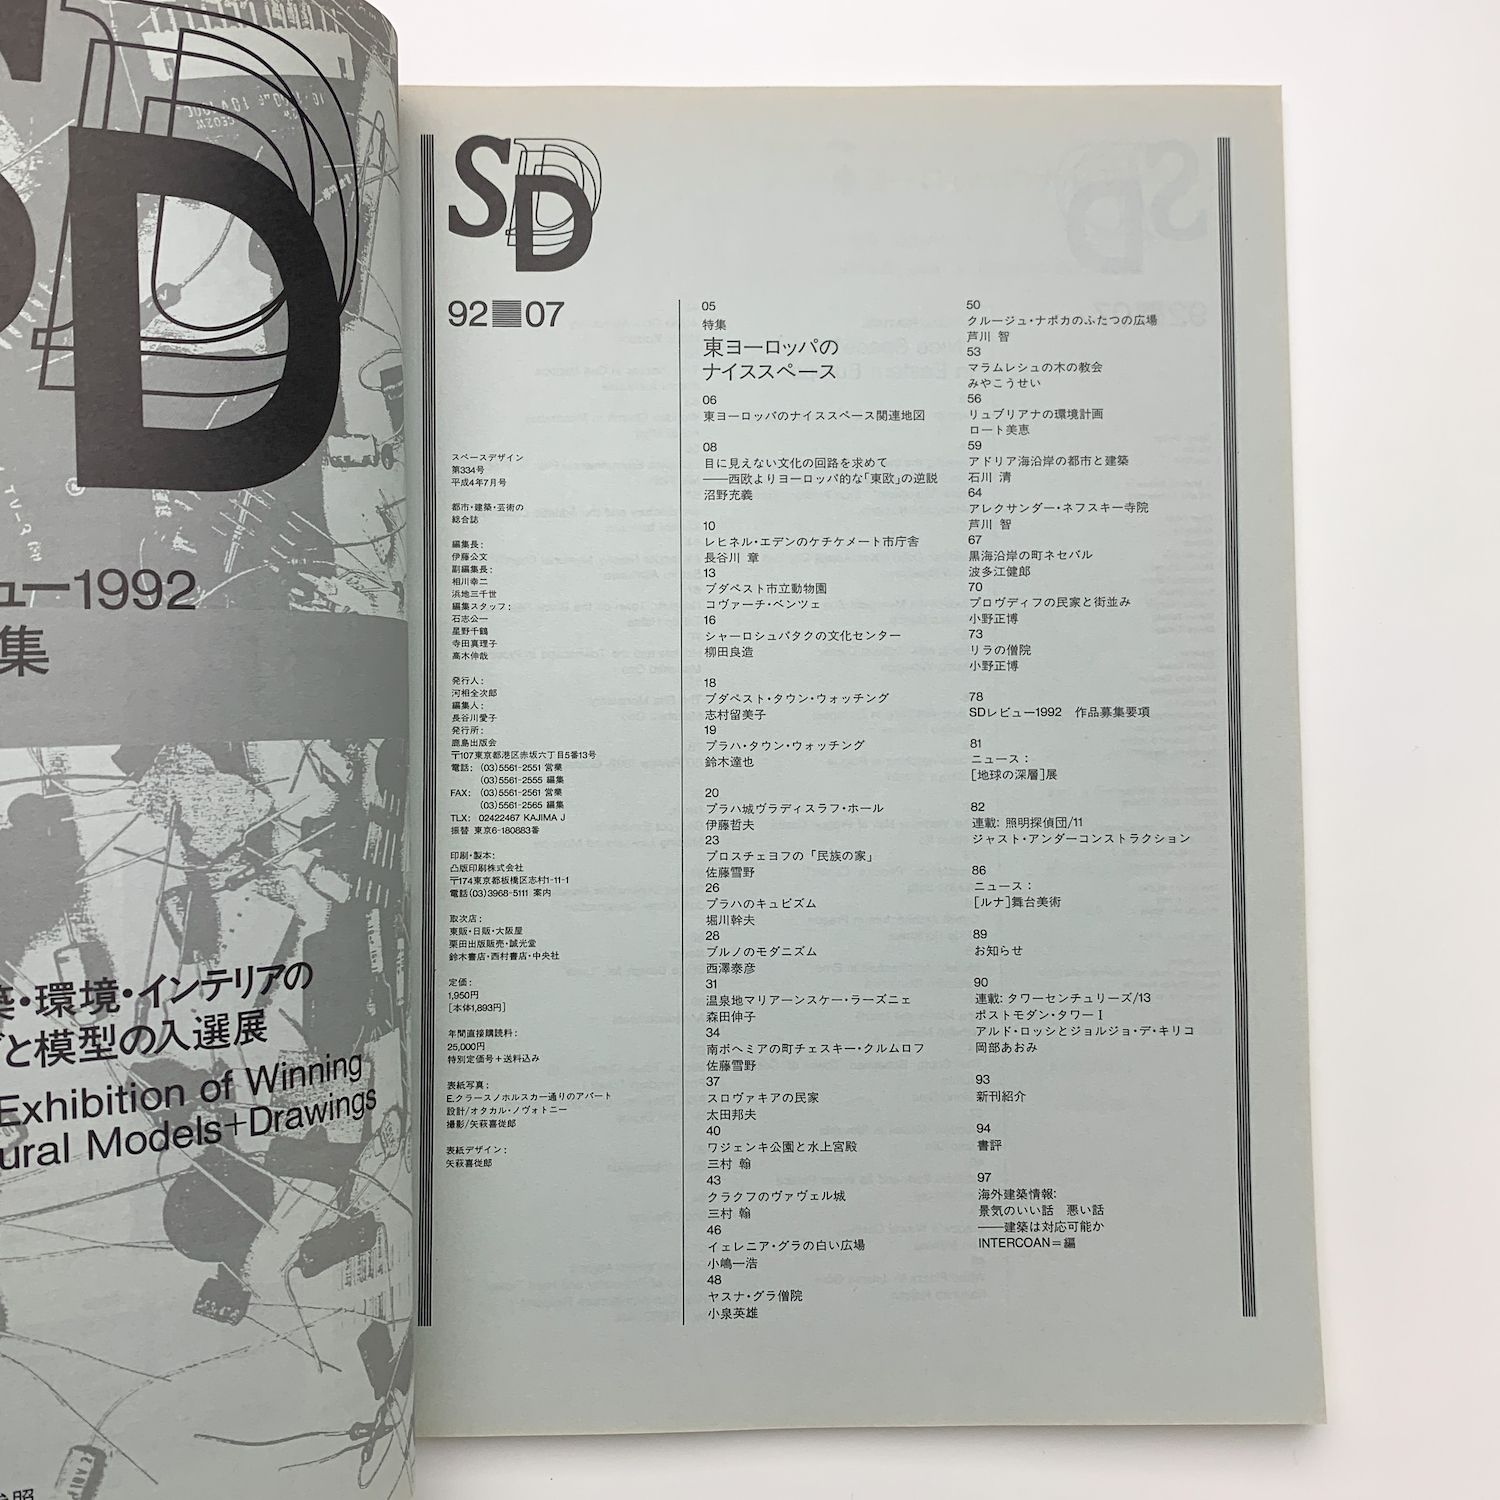 D
ュー1992
集
築・環境・インテリアの
と模型の入選展
Exhibition of Winning
ural Models+Drawings
SD
92 07
スペースデザイン
第334号
平成4年7月号
都市・建築・芸術の
総合誌
編集長:
伊藤公文
副編集長:
相川幸二
浜地三千世
編集スタッフ:
石志公一
星野千鶴
寺田真理子
高木伸哉
発行人:
河相全次郎
編集人:
長谷川愛子
発行所:
鹿島出版会
〒107東京都港区赤坂六丁目5番13号
電話: (03)5561-2551 営業
(03)5561-2555 編集
FAX: (03)5561-2561 営業
(03)5561-2565 編集
TLX: 02422467 KAJIMA J
振替 東京6-180883番
印刷・製本:
凸版印刷株式会社
〒174東京都板橋区志村1-11-1
電話(03)3968-5111 案内
取次店:
東販・日販・大阪屋
栗田出版販売・誠光堂
鈴木書店・西村書店・中央社
定価:
1,950円
[本体1,893円]
年間直接購読料:
25,000円
特別定価号+送料込み
表紙写真:
E.クラースノホルスカー通りのアパート
設計/オタカル・ノヴォトニー
撮影/矢萩喜従郎
表紙デザイン:
矢萩喜従郎
05
特集
東ヨーロッパの
ナイススペース
06
東ヨーロッパのナイススペース関連地図
08
目に見えない文化の回路を求めて
——西欧よりヨーロッパ的な「東欧」の逆説
沼野充義
10
レヒネル・エデンのケチケメート市庁舎
長谷川 章
13
ブダペスト市立動物園
コヴァーチ・ベンツェ
16
シャーロシュパタクの文化センター
柳田良造
18
ブダペスト・タウン・ウォッチング
志村留美子
19
プラハ・タウン・ウォッチング
鈴木達也
20
プラハ城ヴラディスラフ・ホール
伊藤哲夫
23
プロスチェヨフの「民族の家」
佐藤雪野
26
プラハのキュビズム
堀川幹夫
28
ブルノのモダニズム
西澤泰彦
31
温泉地マリアーンスケー・ラーズニェ
森田伸子
34
南ボヘミアの町チェスキー・クルムロフ
佐藤雪野
37
スロヴァキアの民家
太田邦夫
40
ワジェンキ公園と水上宮殿
三村 翰
43
クラクフのヴァヴェル城
三村 翰
46
イェレニア・グラの白い広場
小嶋一浩
48
ヤスナ・グラ僧院
小泉英雄
50
クルージュ・ナポカのふたつの広場
芦川 智
53
マラムレシュの木の教会
みやこうせい
56
リュブリアナの環境計画
ロート美恵
59
アドリア海沿岸の都市と建築
石川 清
64
アレクサンダー・ネフスキー寺院
芦川 智
67
黒海沿岸の町ネセバル
波多江健郎
70
プロヴディフの民家と街並み
小野正博
73
リラの僧院
小野正博
78
SDレビュー1992 作品募集要項
81
ニュース:
[地球の深層]展
82
連載: 照明探偵団/11
ジャスト・アンダーコンストラクション
86
ニュース:
[ルナ]舞台美術
89
お知らせ
90
連載: タワーセンチュリーズ/13
ポストモダン・タワーⅠ
アルド・ロッシとジョルジョ・デ・キリコ
岡部あおみ
93
新刊紹介
94
書評
97
海外建築情報:
景気のいい話 悪い話
——建築は対応可能か
INTERCOAN=編